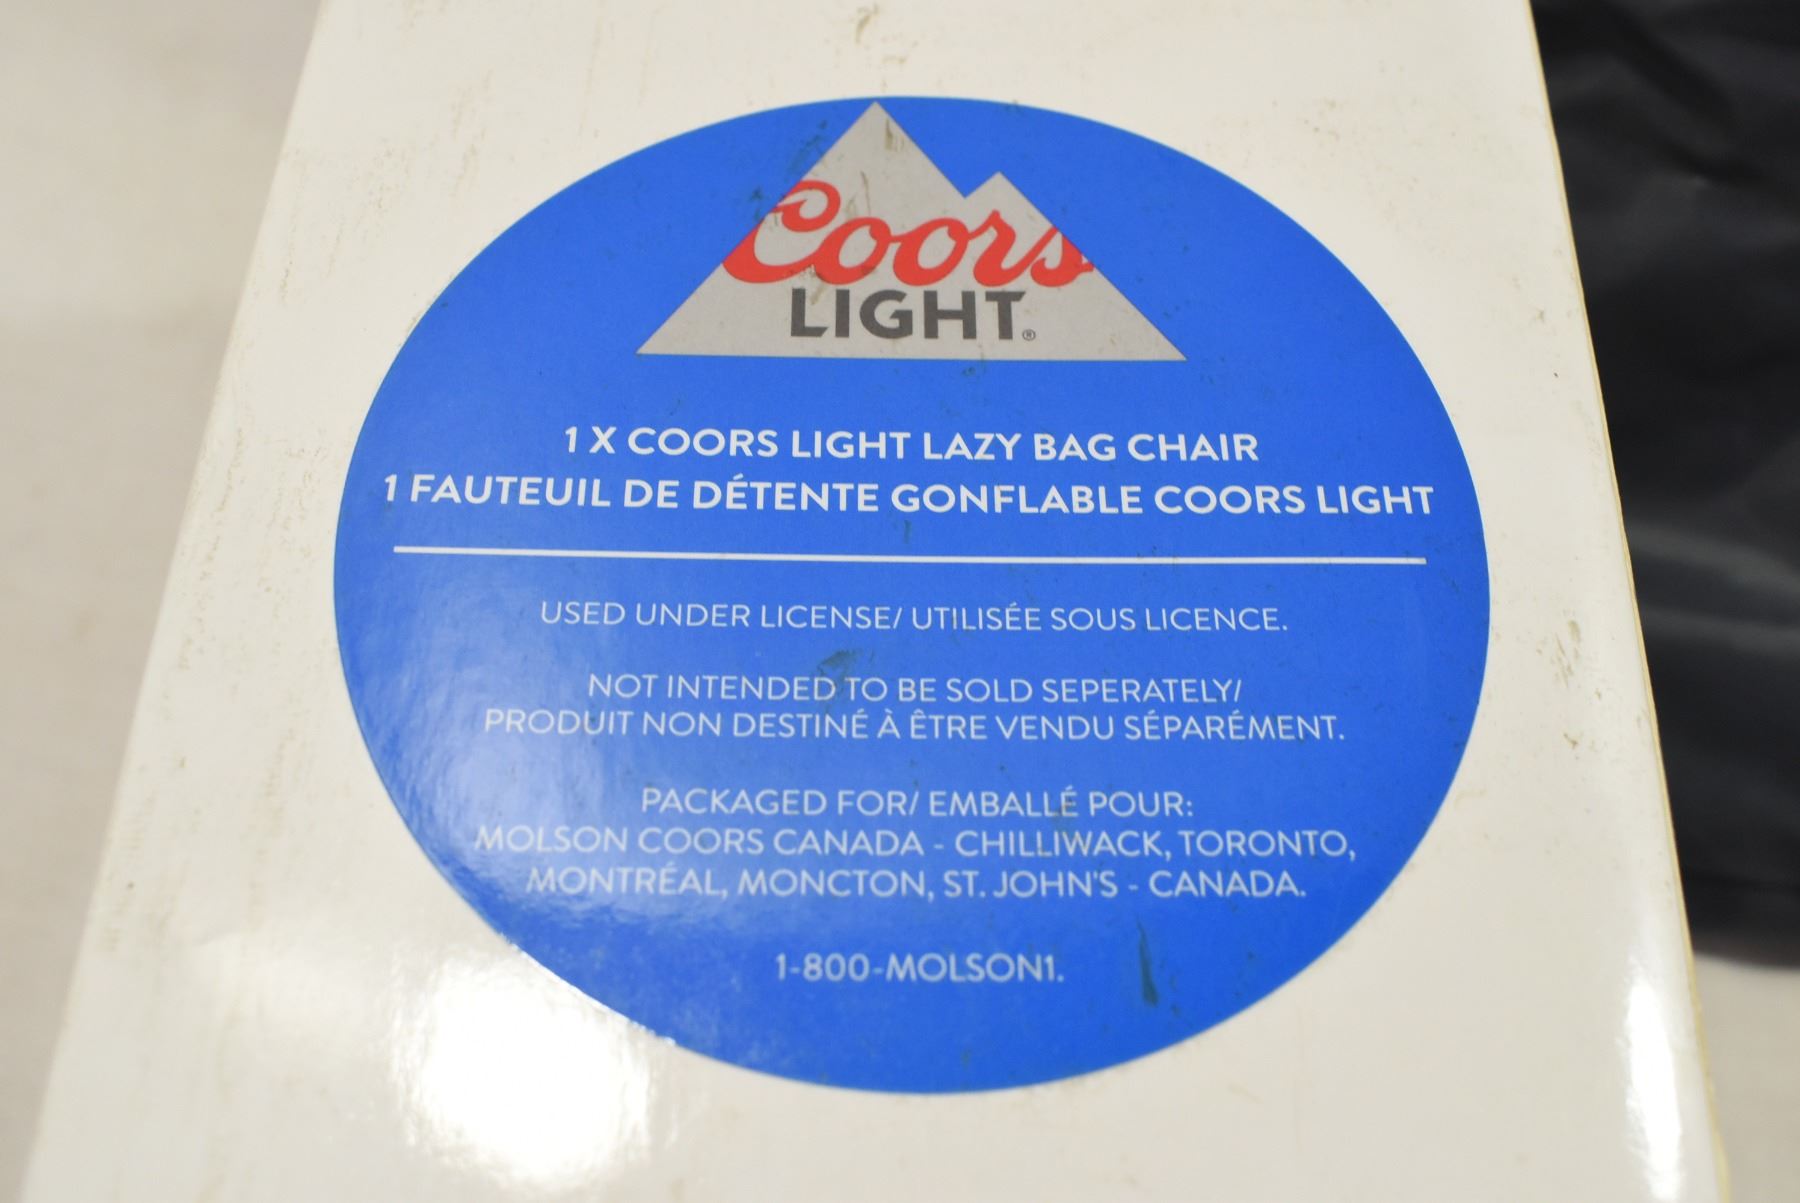 Coors
LIGHT®
1 X COORS LIGHT LAZY BAG CHAIR
1 FAUTEUIL DE DÉTENTE GONFLABLE COORS LIGHT
USED UNDER LICENSE/ UTILISÉE SOUS LICENCE.
NOT INTENDED TO BE SOLD SEPERATELY/
PRODUIT NON DESTINÉ À ÊTRE VENDU SÉPARÉMENT.
PACKAGED FOR/ EMBALLÉ POUR:
MOLSON COORS CANADA - CHILLIWACK, TORONTO,
MONTRÉAL, MONCTON, ST. JOHN'S - CANADA.
1-800-MOLSON1.